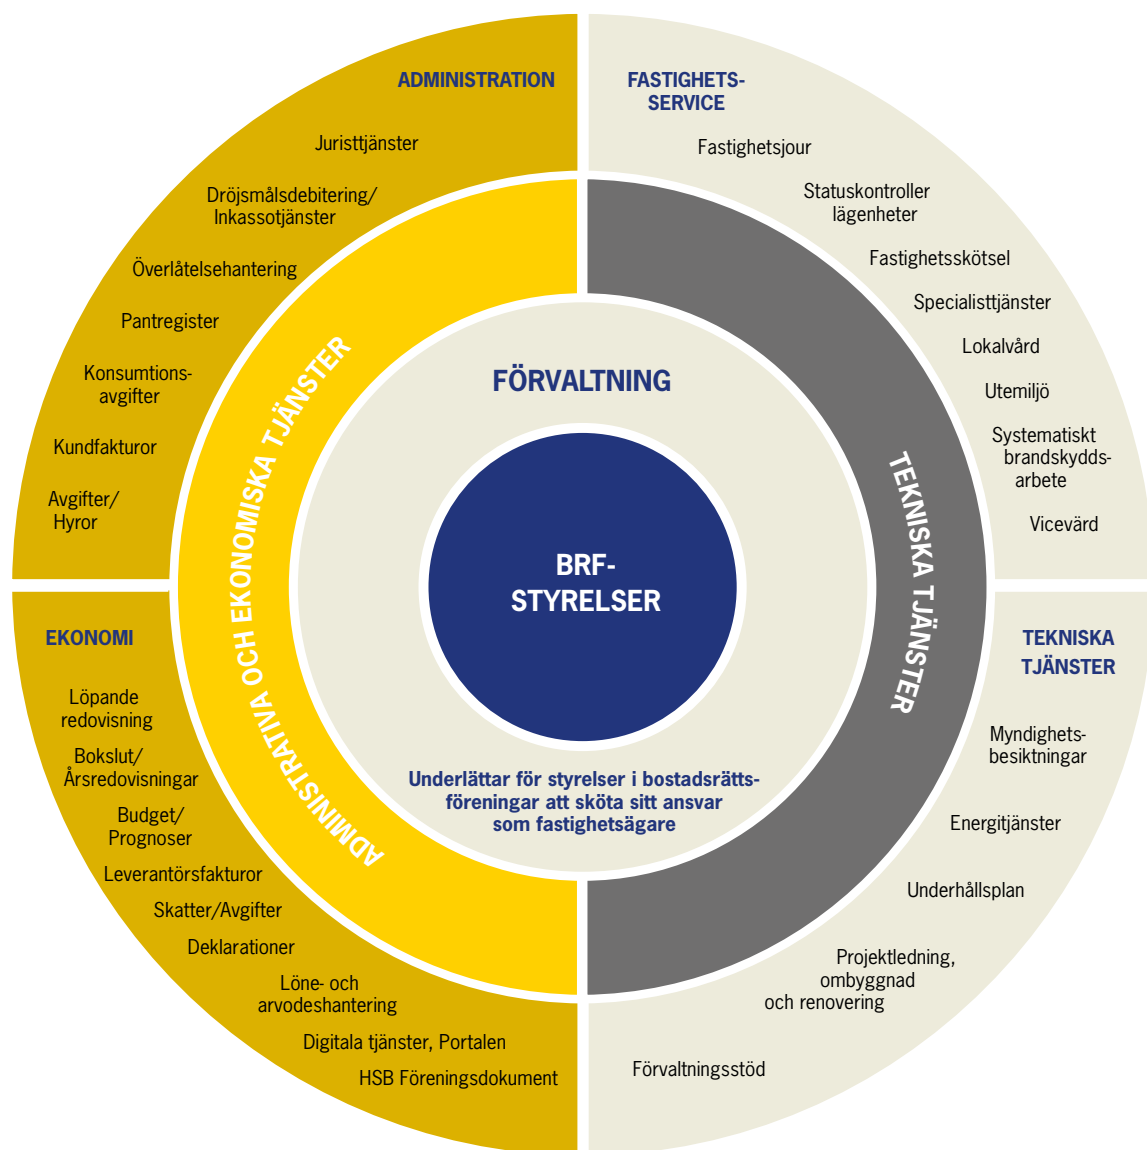 ADMINISTRATION
Juristtjänster
Dröjsmålsdebitering/
Inkassotjänster
Överlåtelsehantering
Pantregister
Konsumtions-
avgifter
Kundfakturor
Avgifter/
Hyror
FASTIGHETS-
SERVICE
Fastighetsjour
Statuskontroller
lägenheter
Fastighetsskötsel
Specialisttjänster
Lokalvård
Utemiljö
Systematiskt
brandskydds-
arbete
Vicevärd
ADMINISTRATIVA OCH EKONOMISKA TJÄNSTER
FÖRVALTNING
BRF-
STYRELSER
Underlättar för styrelser i bostadsrätts-
föreningar att sköta sitt ansvar
som fastighetsägare
TEKNISKA TJÄNSTER
EKONOMI
Löpande
redovisning
Bokslut/
Årsredovisningar
Budget/
Prognoser
Leverantörsfakturor
Skatter/Avgifter
Deklarationer
Löne- och
arvodeshantering
Digitala tjänster, Portalen
HSB Föreningsdokument
TEKNISKA
TJÄNSTER
Myndighets-
besiktningar
Energitjänster
Underhållsplan
Projektledning,
ombyggnad
och renovering
Förvaltningsstöd